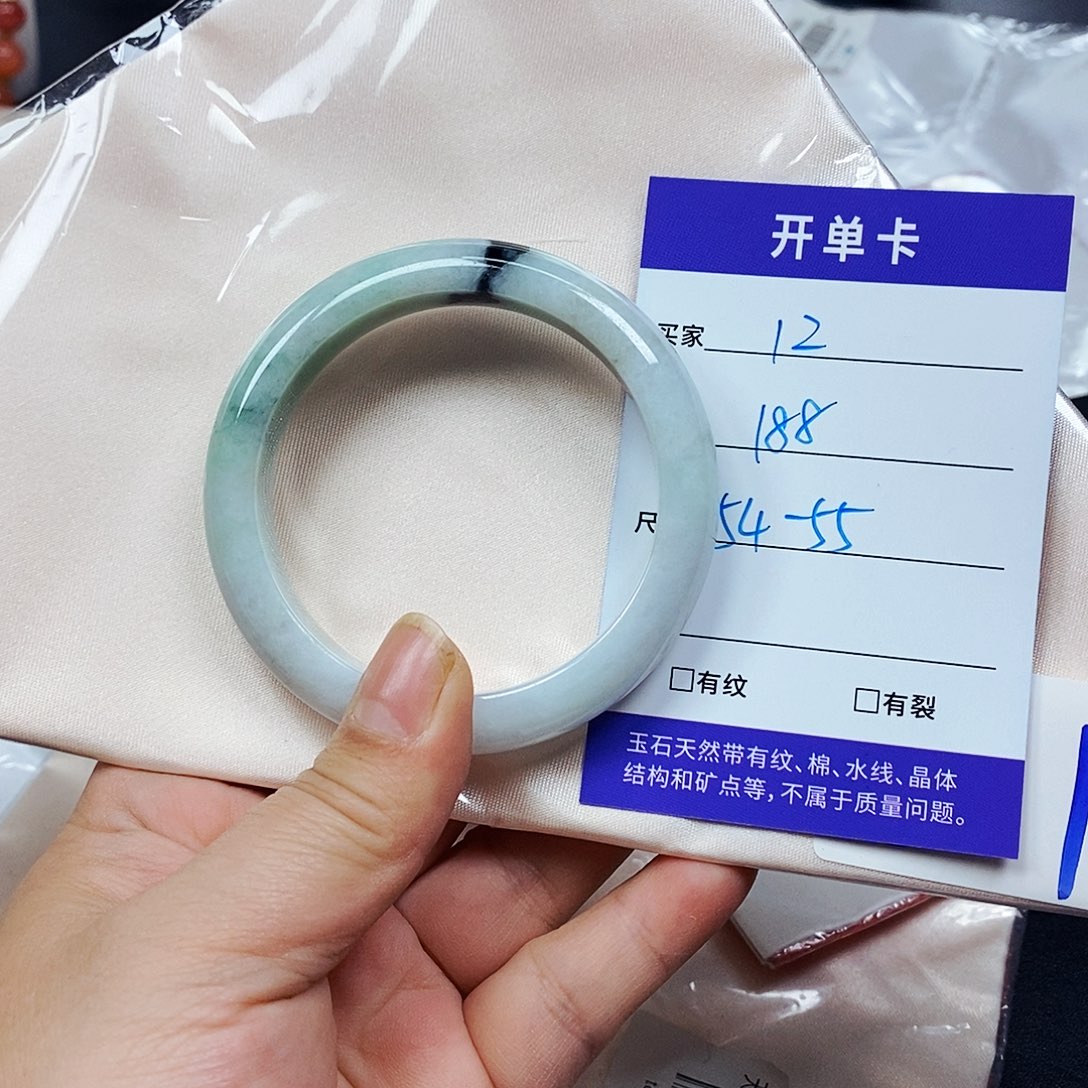 开单卡
买家 12
188
尺 54-55
□有纹 □有裂
玉石天然带有纹、棉、水线、晶体
结构和矿点等，不属于质量问题。